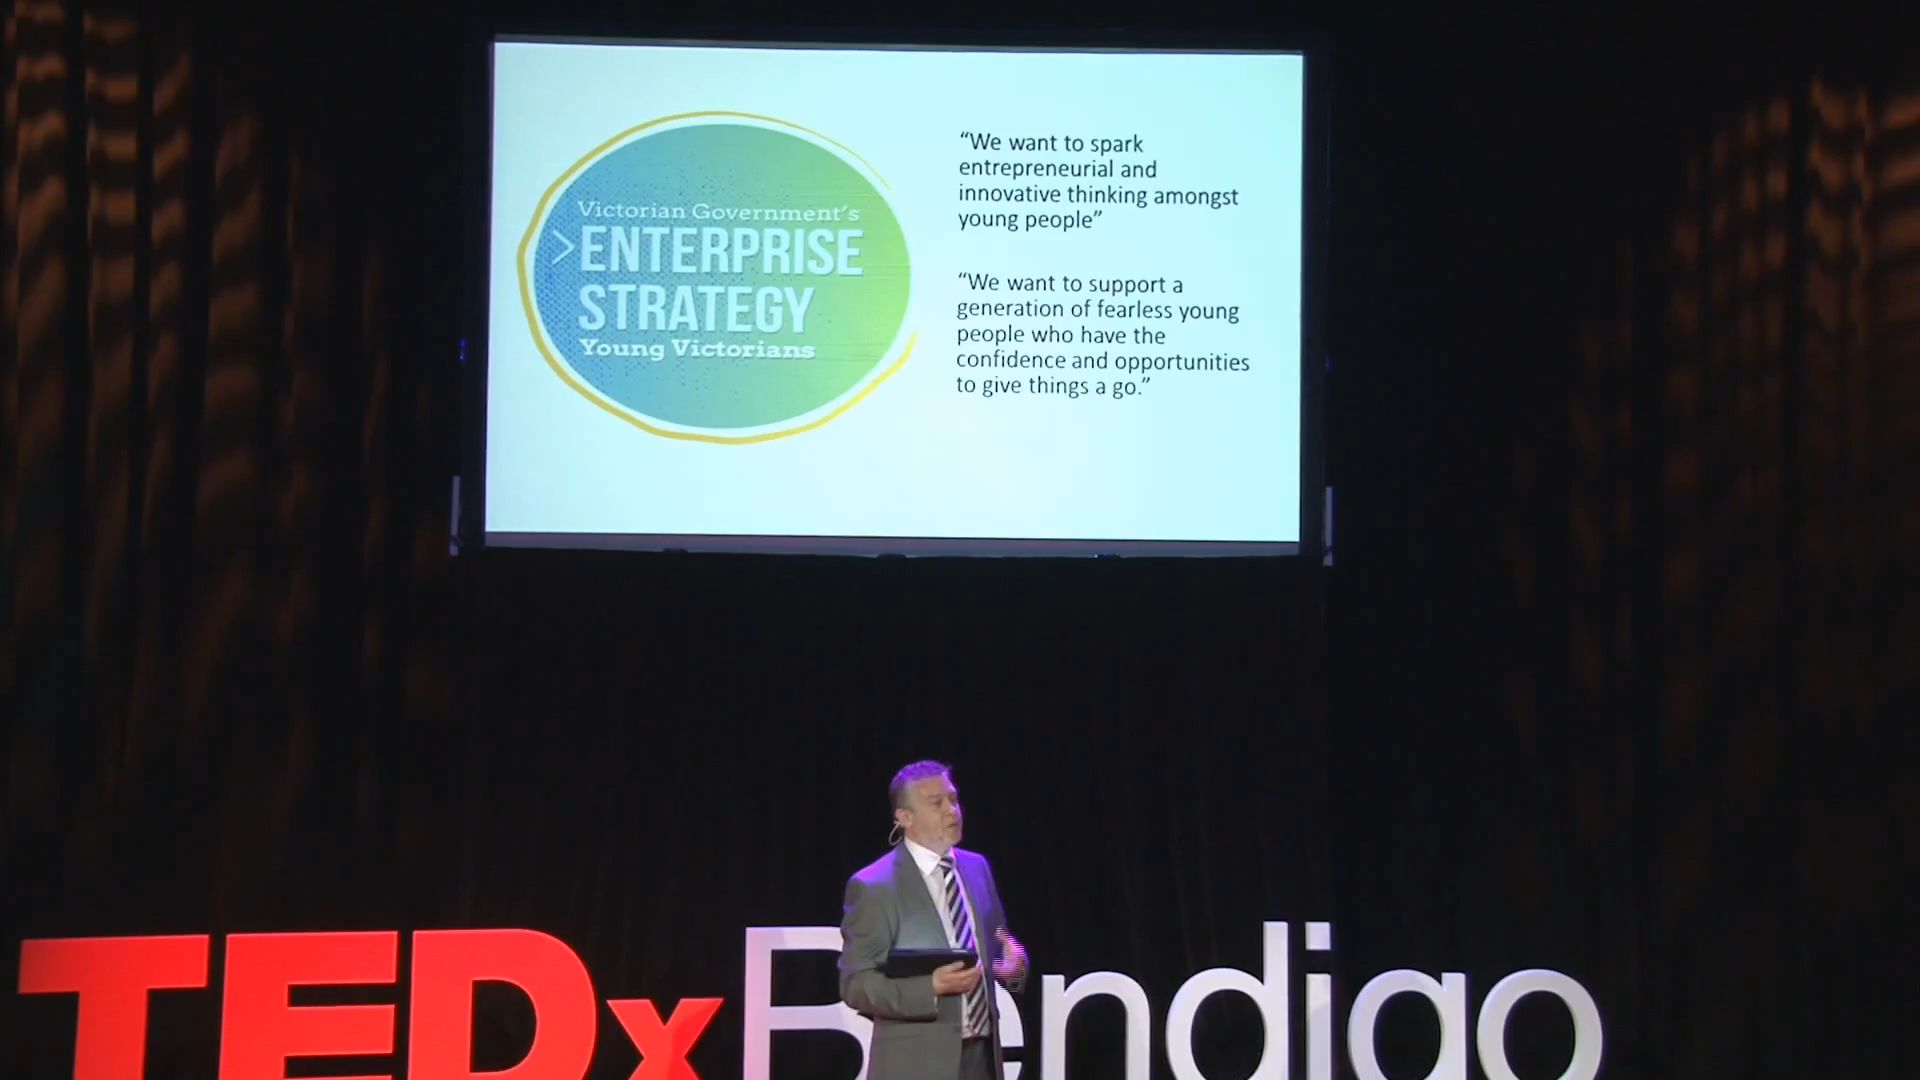 Victorian Government's
>ENTERPRISE
STRATEGY
Young Victorians
“We want to spark
entrepreneurial and
innovative thinking amongst
young people”
“We want to support a
generation of fearless young
people who have the
confidence and opportunities
to give things a go.”
TEDxBendigo